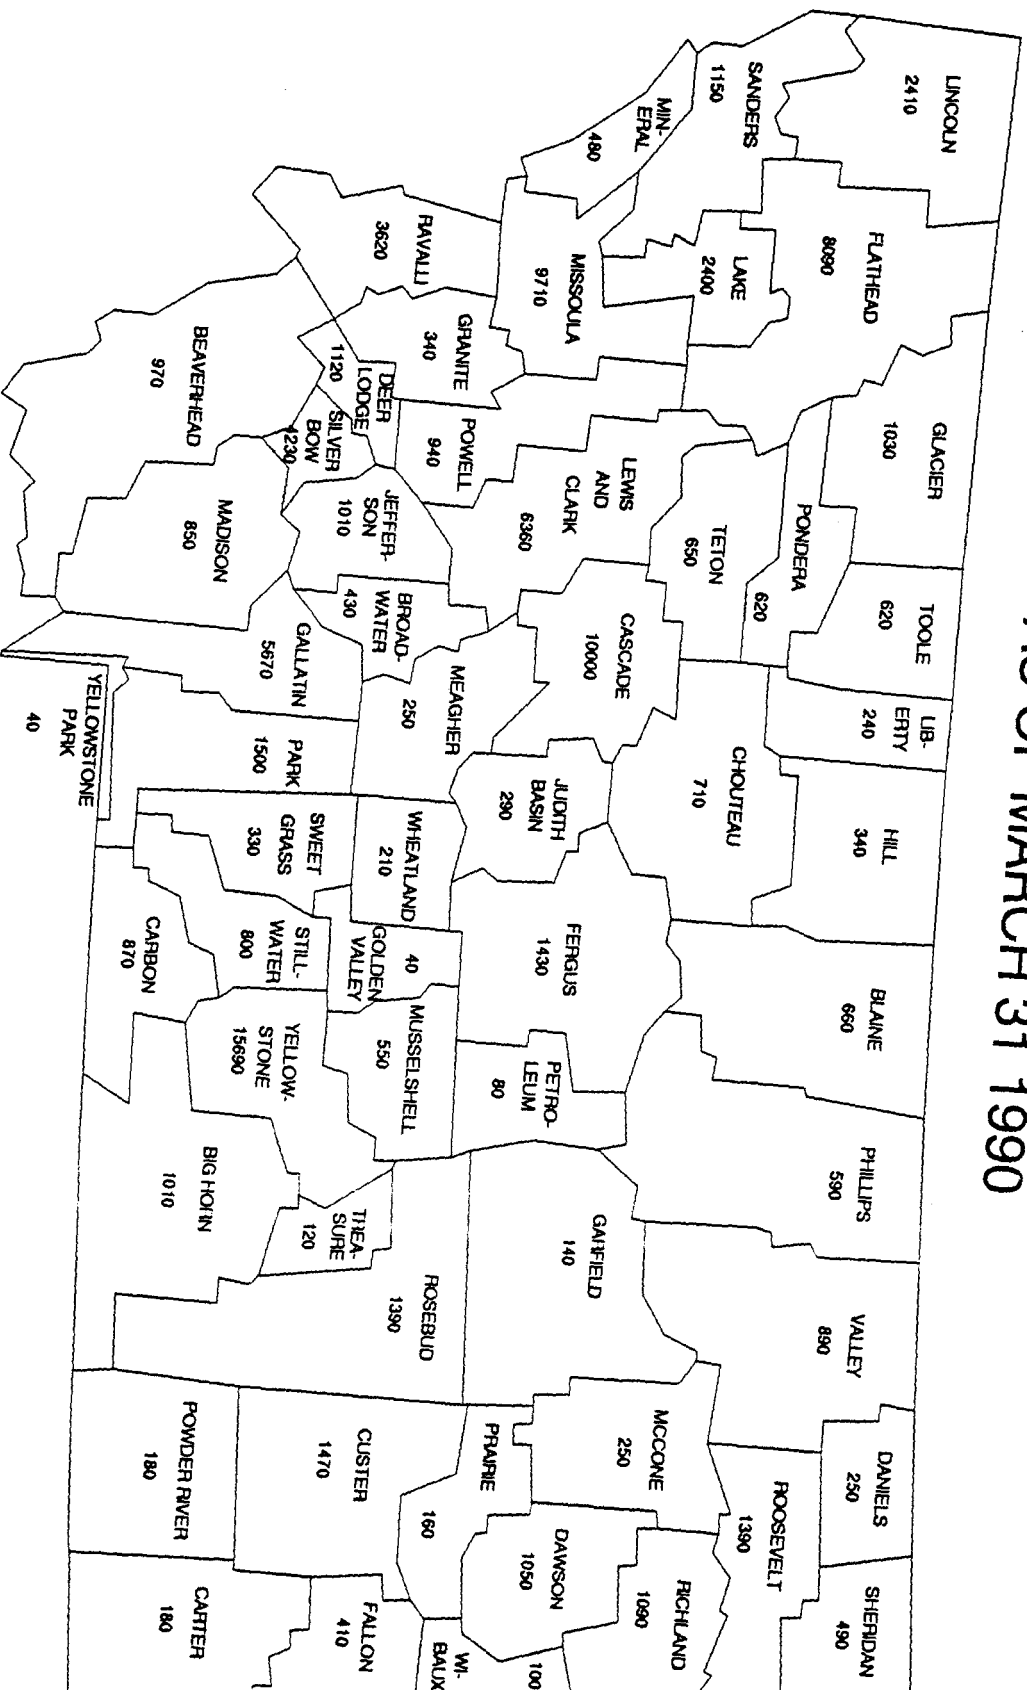 AS OF MARCH 31 1990
LINCOLN
2410
SANDERS
1150
MIN-
ERAL
480
FLATHEAD
8090
LAKE
2400
MISSOULA
9710
RAVALLI
3620
GRANITE
340
DEER
LODGE
1120
SILVER
BOW
4230
BEAVERHEAD
970
POWELL
940
LEWIS
AND
CLARK
6360
GLACIER
1030
PONDERA
620
TETON
650
TOOLE
620
LIB-
ERTY
240
CASCADE
10000
JEFFER-
SON
1010
BROAD-
WATER
430
MADISON
850
GALLATIN
5670
MEAGHER
250
PARK
1500
YELLOWSTONE
PARK
40
HILL
340
CHOUTEAU
710
JUDITH
BASIN
290
WHEATLAND
210
SWEET
GRASS
330
FERGUS
1430
40
GOLDEN
VALLEY
STILL-
WATER
800
CARBON
870
BLAINE
660
PETRO-
LEUM
80
MUSSELSHELL
550
YELLOW-
STONE
15690
BIG HORN
1010
PHILLIPS
590
GARFIELD
140
TREA-
SURE
120
ROSEBUD
1390
VALLEY
890
DANIELS
250
ROOSEVELT
1390
SHERIDAN
490
MCCONE
250
RICHLAND
1090
DAWSON
1050
PRAIRIE
160
WI-
BAUX
100
CUSTER
1470
FALLON
410
POWDER RIVER
180
CARTER
180